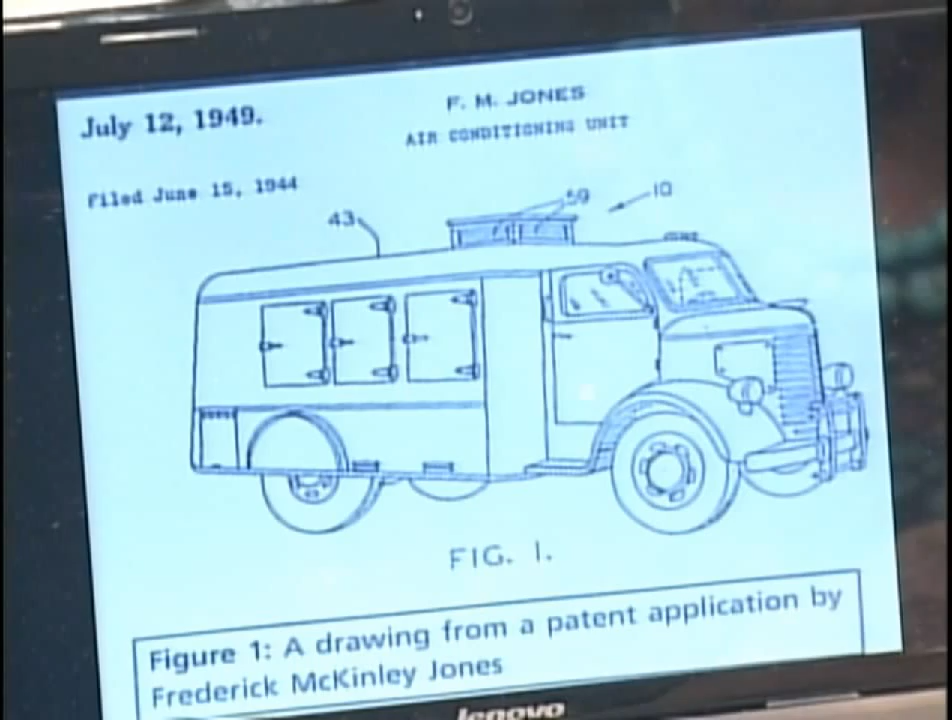 July 12, 1949.
F. M. JONES
AIR CONDITIONING UNIT
Filed June 15, 1944
43
59
10
FIG. 1.
Figure 1: A drawing from a patent application by
Frederick McKinley Jones
lenovo